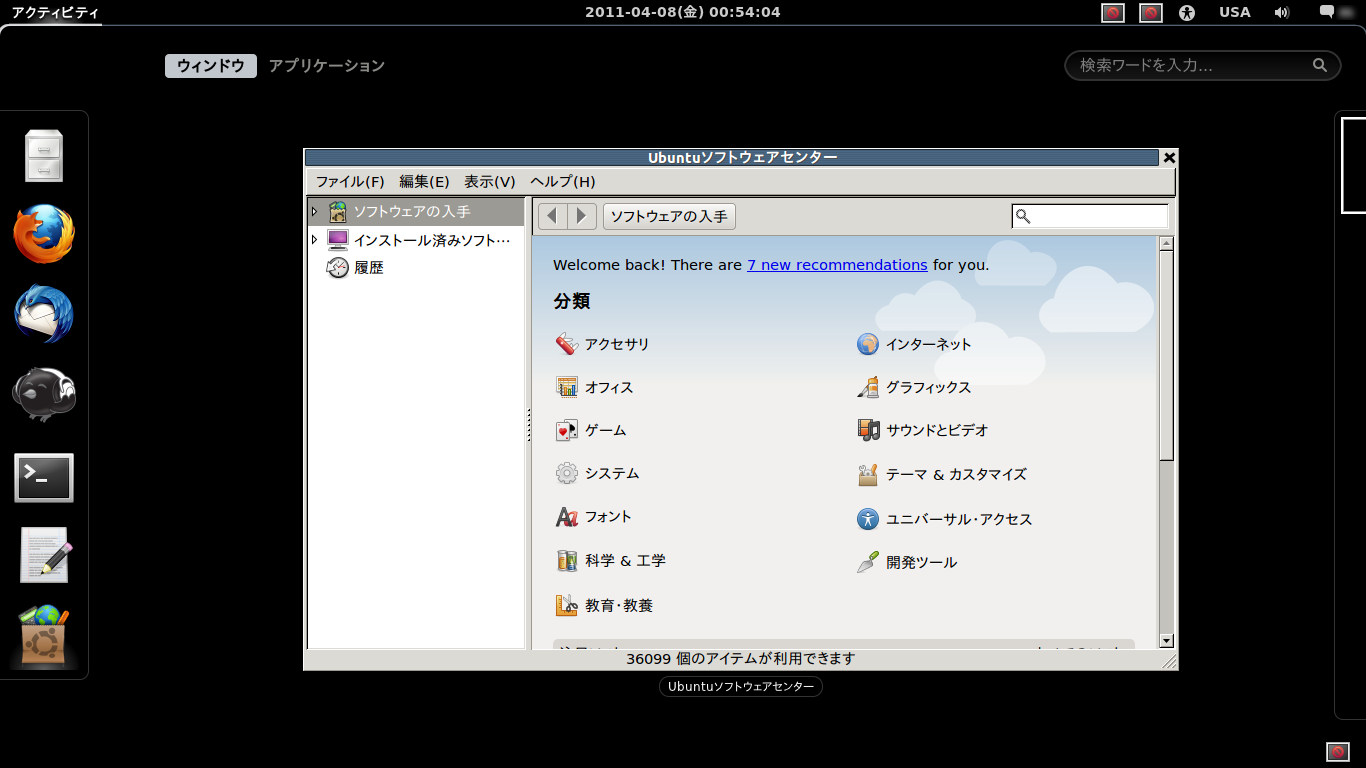 アクティビティ
2011-04-08(金) 00:54:04
USA
ウィンドウ アプリケーション
検索ワードを入力...
Ubuntuソフトウェアセンター
ファイル(F) 編集(E) 表示(V) ヘルプ(H)
ソフトウェアの入手
インストール済みソフト…
履歴
ソフトウェアの入手
Welcome back! There are 7 new recommendations for you.
分類
アクセサリ
オフィス
ゲーム
システム
フォント
科学 & 工学
教育・教養
インターネット
グラフィックス
サウンドとビデオ
テーマ & カスタマイズ
ユニバーサル・アクセス
開発ツール
36099 個のアイテムが利用できます
Ubuntuソフトウェアセンター